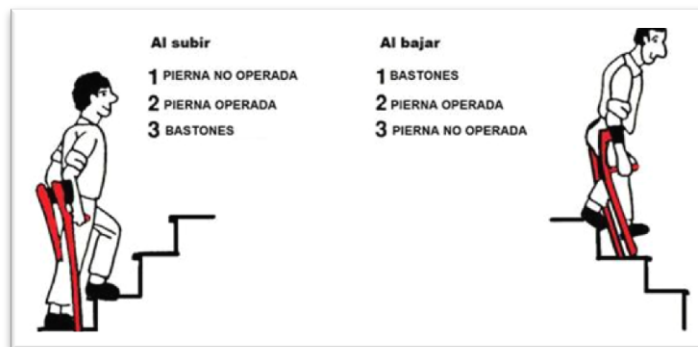 Al subir
1 PIERNA NO OPERADA
2 PIERNA OPERADA
3 BASTONES
Al bajar
1 BASTONES
2 PIERNA OPERADA
3 PIERNA NO OPERADA